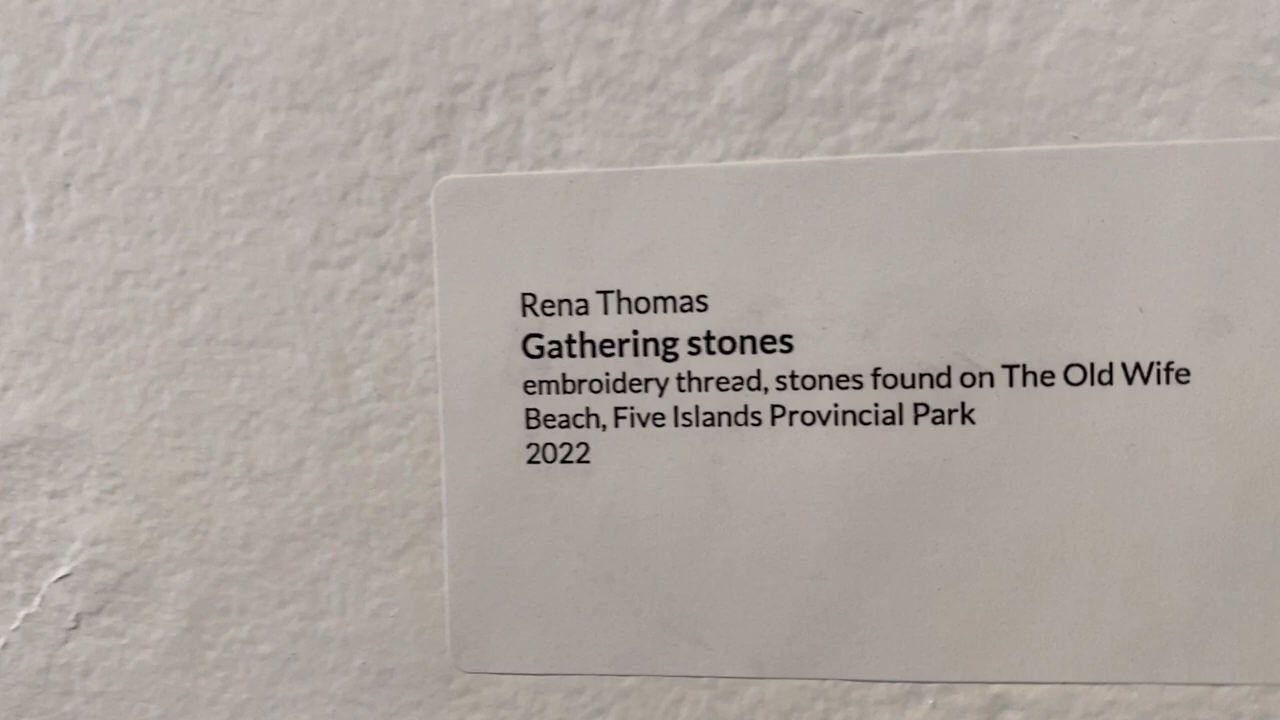 Rena Thomas
Gathering stones
embroidery thread, stones found on The Old Wife
Beach, Five Islands Provincial Park
2022